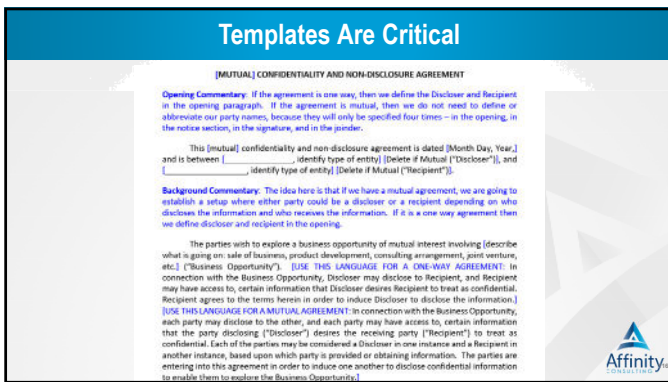 Templates Are Critical
[MUTUAL] CONFIDENTIALITY AND NON-DISCLOSURE AGREEMENT
Opening Commentary: If the agreement is one way, then we define the Discloser and Recipient
in the opening paragraph. If the agreement is mutual, then we do not need to define or
abbreviate our party names, because they will only be specified four times – in the opening, in
the notice section, in the signature, and in the joinder.
This [mutual] confidentiality and non-disclosure agreement is dated [Month Day, Year,]
and is between [____________, identify type of entity] [Delete if Mutual ("Discloser")], and
[______________, identify type of entity] [Delete if Mutual ("Recipient")].
Background Commentary: The idea here is that if we have a mutual agreement, we are going to
establish a setup where either party could be a discloser or a recipient depending on who
discloses the information and who receives the information. If it is a one way agreement then
we define discloser and recipient in the opening.
The parties wish to explore a business opportunity of mutual interest involving [describe
what is going on: sale of business, product development, consulting arrangement, joint venture,
etc.] ("Business Opportunity"). [USE THIS LANGUAGE FOR A ONE-WAY AGREEMENT: In
connection with the Business Opportunity, Discloser may disclose to Recipient, and Recipient
may have access to, certain information that Discloser desires Recipient to treat as confidential.
Recipient agrees to the terms herein in order to induce Discloser to disclose the information.]
[USE THIS LANGUAGE FOR A MUTUAL AGREEMENT: In connection with the Business Opportunity,
each party may disclose to the other, and each party may have access to, certain information
that the party disclosing ("Discloser") desires the receiving party ("Recipient") to treat as
confidential. Each of the parties may be considered a Discloser in one instance and a Recipient in
another instance, based upon which party is provided or obtaining information. The parties are
entering into this agreement in order to induce one another to disclose confidential information
to enable them to explore the Business Opportunity.]
Affinity
CONSULTING